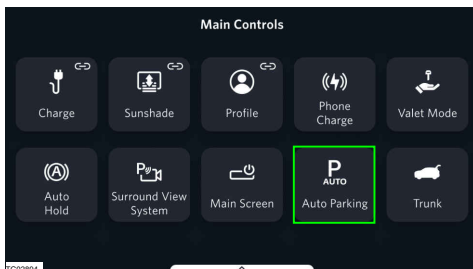 Main Controls
Charge
Sunshade
Profile
Phone
Charge
Valet Mode
A
Auto
Hold
P
Surround View
System
Main Screen
P
AUTO
Auto Parking
Trunk